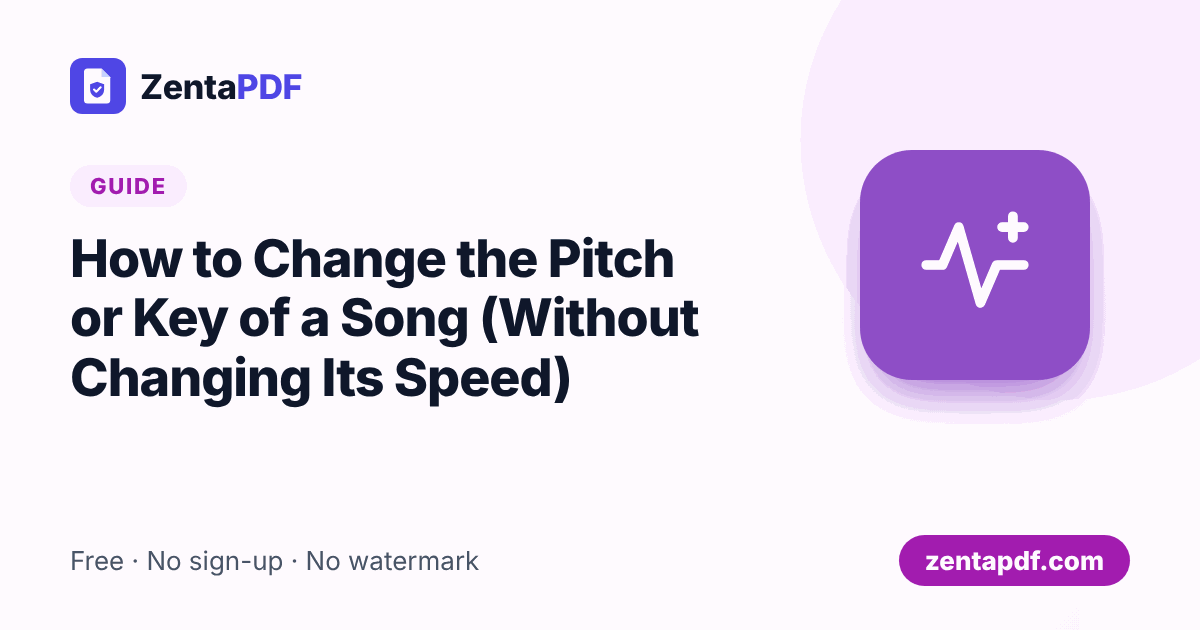 ZentaPDF
GUIDE
How to Change the Pitch
or Key of a Song (Without
Changing Its Speed)
Free · No sign-up · No watermark
zentapdf.com